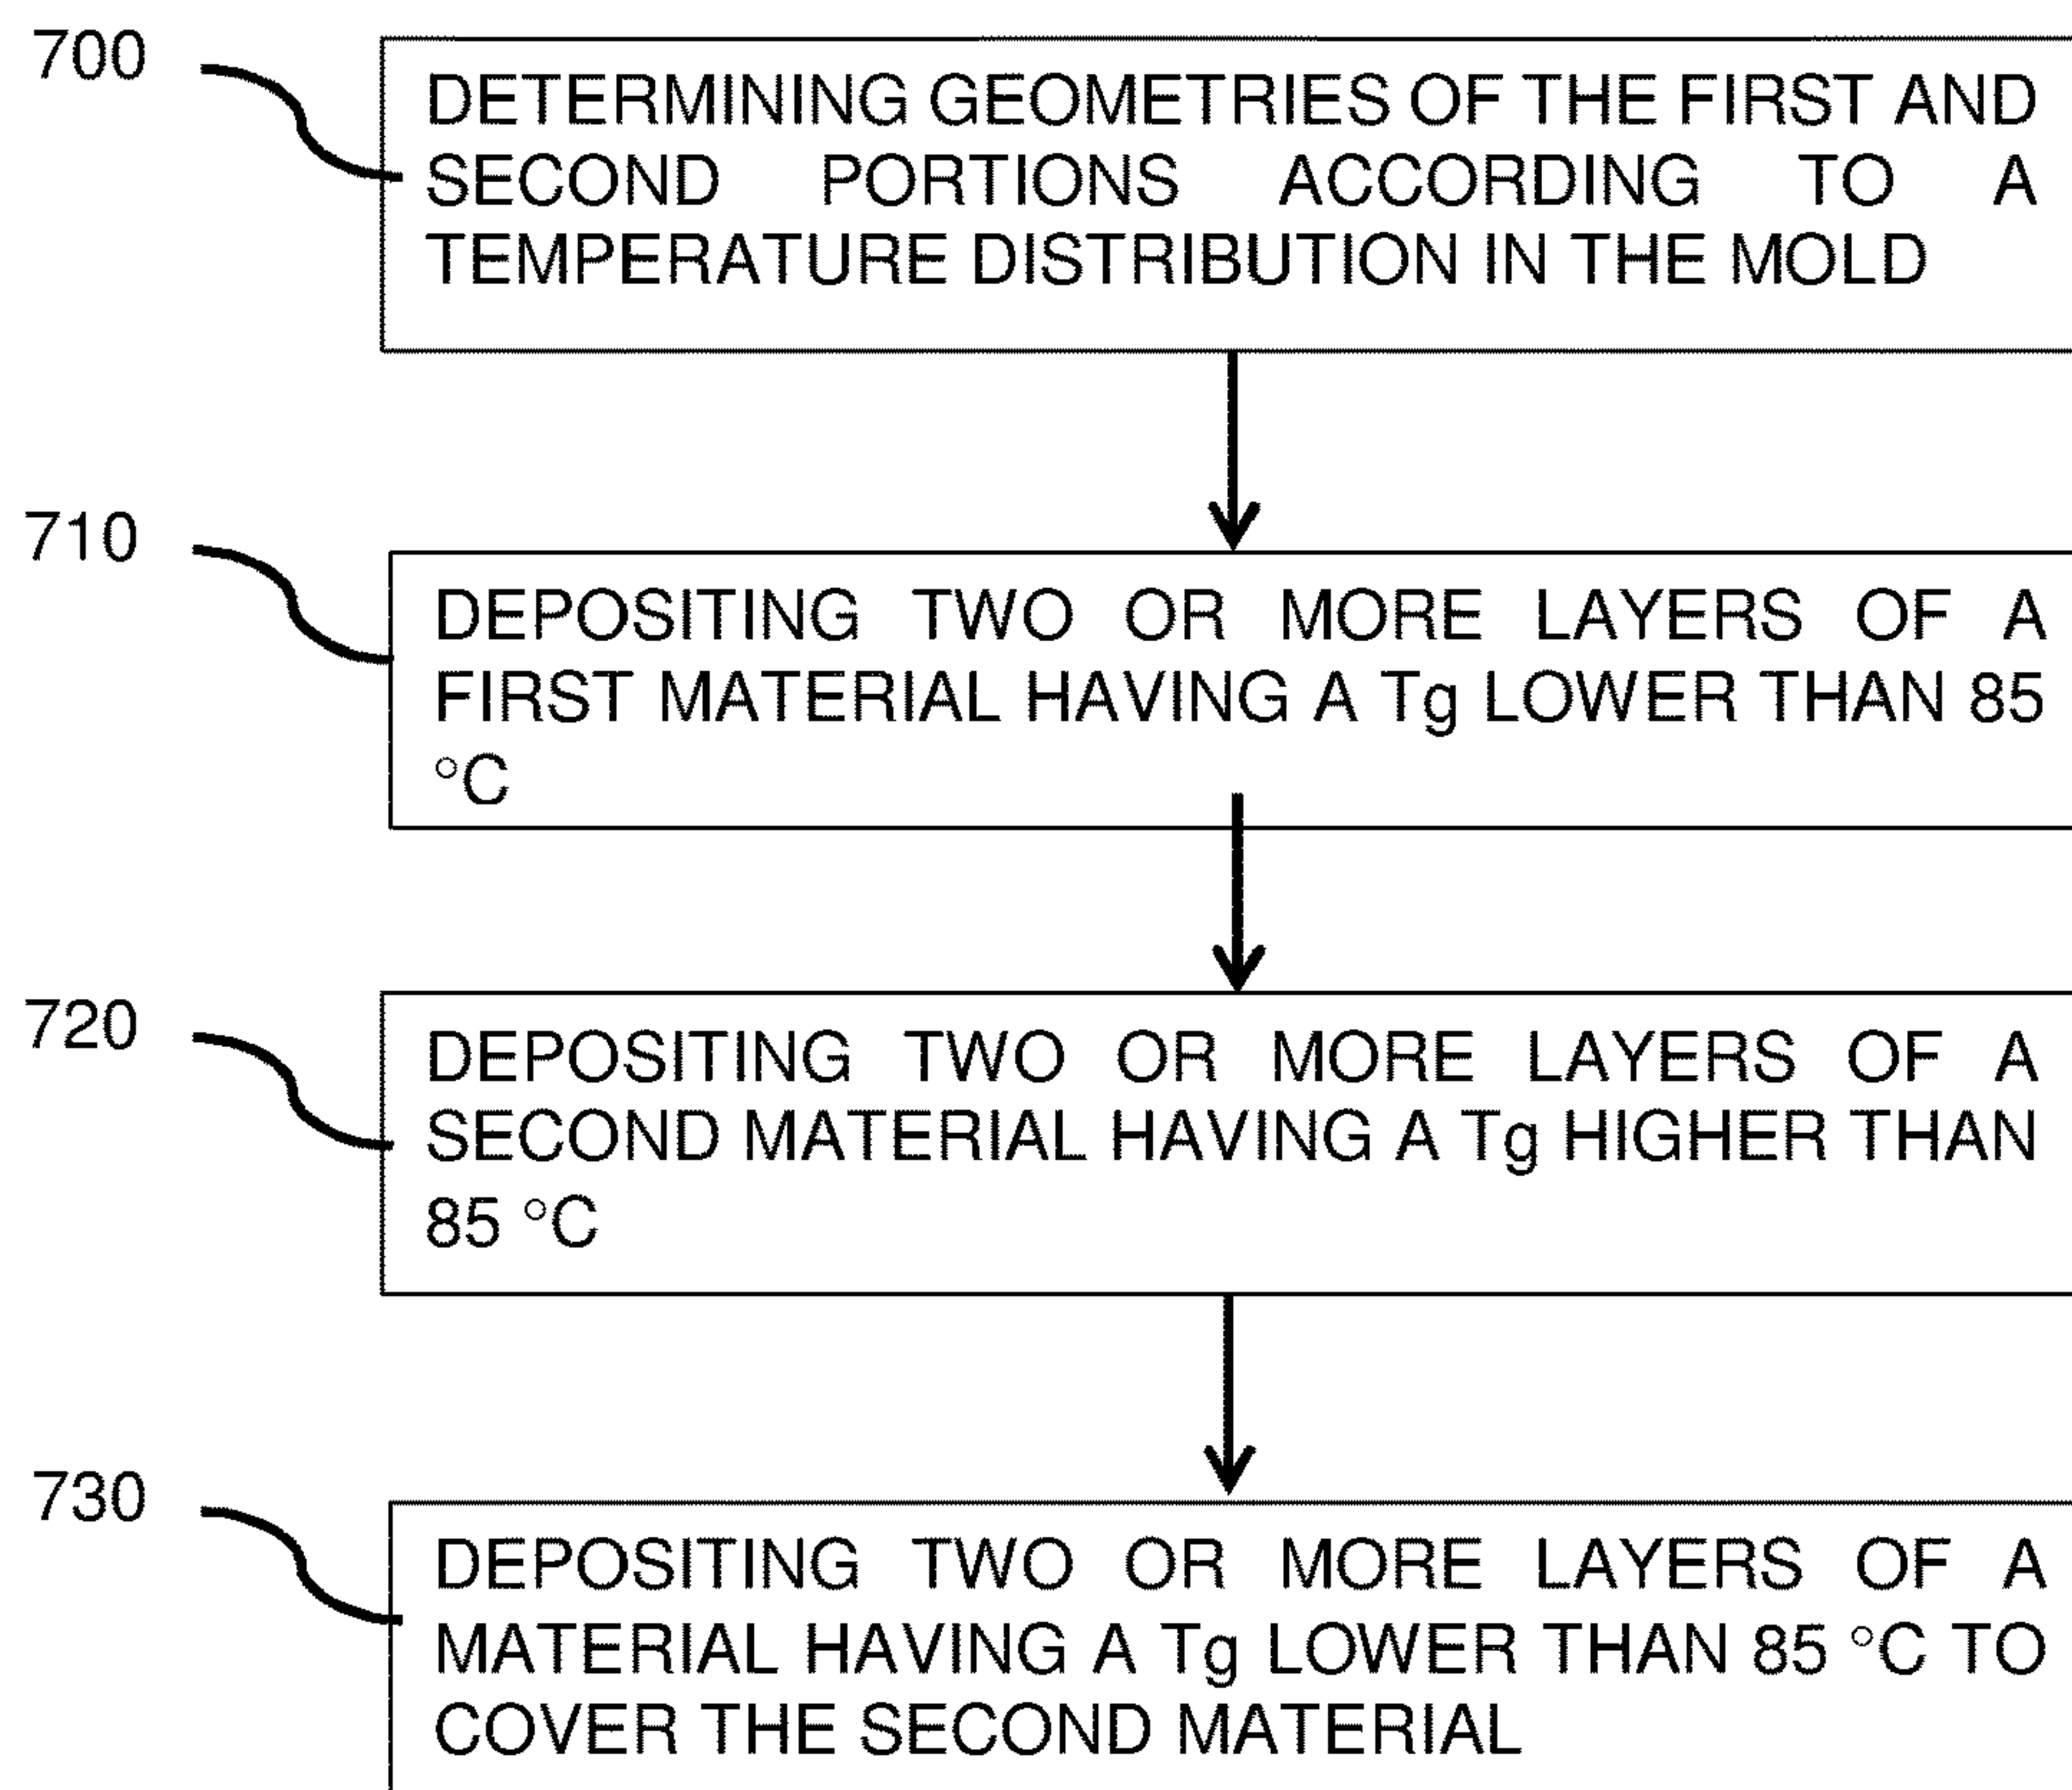 700
DETERMINING GEOMETRIES OF THE FIRST AND
SECOND PORTIONS ACCORDING TO A
TEMPERATURE DISTRIBUTION IN THE MOLD
710
DEPOSITING TWO OR MORE LAYERS OF A
FIRST MATERIAL HAVING A Tg LOWER THAN 85
°C
720
DEPOSITING TWO OR MORE LAYERS OF A
SECOND MATERIAL HAVING A Tg HIGHER THAN
85 °C
730
DEPOSITING TWO OR MORE LAYERS OF A
MATERIAL HAVING A Tg LOWER THAN 85 °C TO
COVER THE SECOND MATERIAL